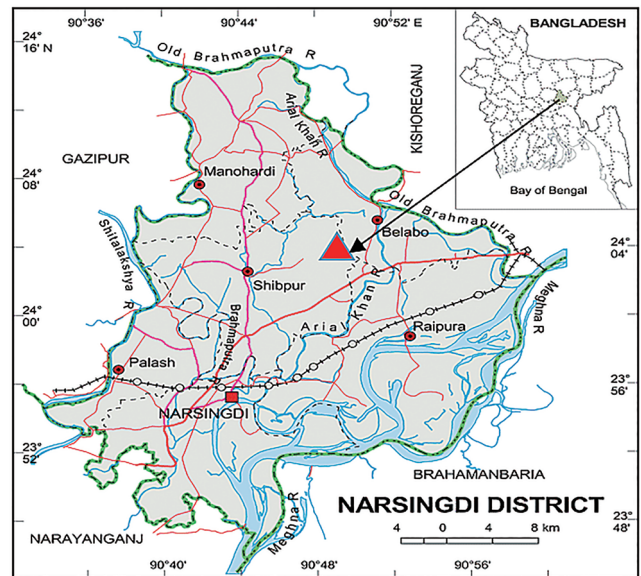 90°36'
90°44'
90°52' E
24°
16' N
BANGLADESH
Bay of Bengal
Old Brahmaputra R
Arial Khan R
KISHOREGANJ
GAZIPUR
24°
08'
Manohardi
Old Brahmaputra R
Belabo
24°
04'
Shitalakshya R
Shibpur
24°
00'
Brahmaputra R
Arial Khan R
Raipura
Meghna R
Palash
23°
56'
NARSINGDI
23°
52'
BRAHAMANBARIA
NARSINGDI DISTRICT
Meghna R
NARAYANGANJ
4 0 4 8 km
23°
48'
90°40'
90°48'
90°56'